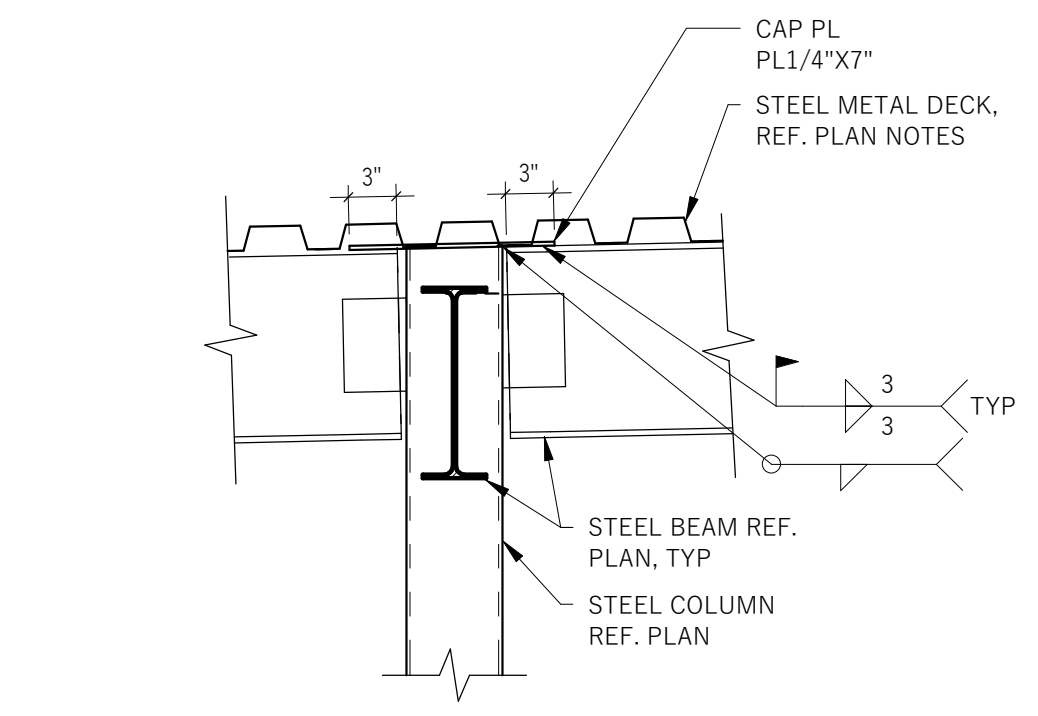 CAP PL
PL1/4"X7"
STEEL METAL DECK,
REF. PLAN NOTES
3"
3"
3
TYP
3
STEEL BEAM REF.
PLAN, TYP
STEEL COLUMN
REF. PLAN